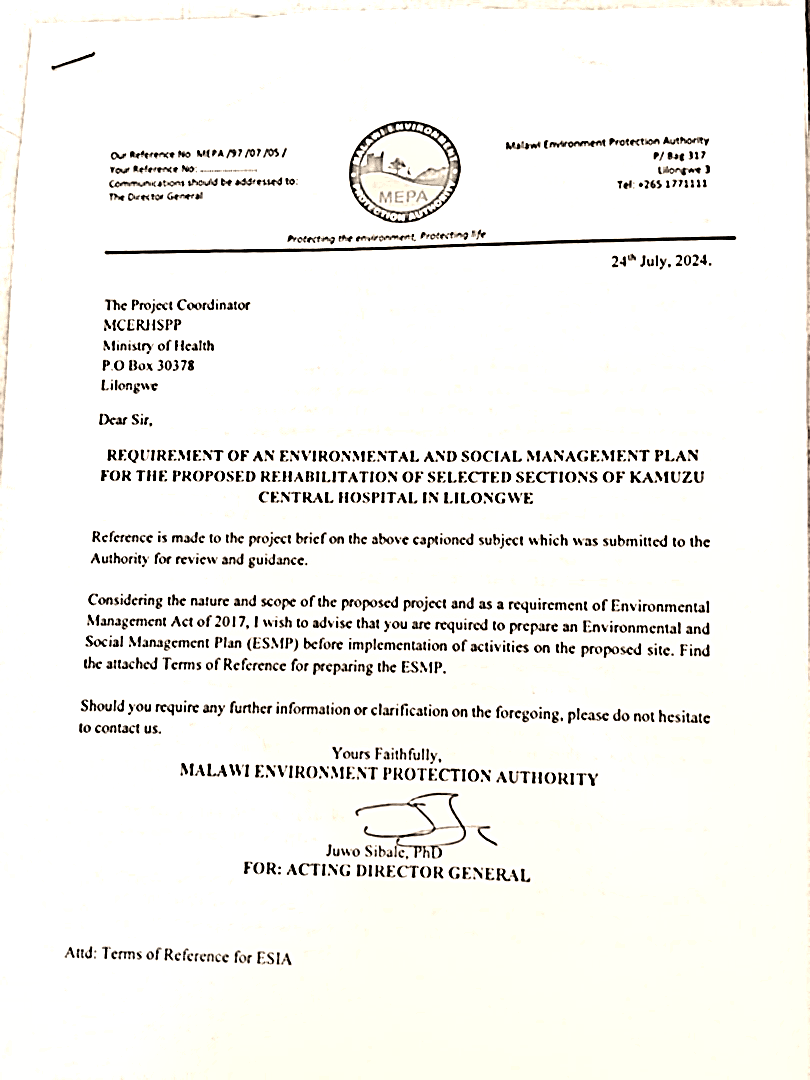 Our Reference No. MEPA /97 /07 /05 /
Your Reference No: ......................
Communications should be addressed to:
The Director General
MALAWI ENVIRONMENT
PROTECTION AUTHORITY
MEPA
Malawi Environment Protection Authority
P/ Bag 317
Lilongwe 3
Tel: +265 1771111
Protecting the environment, Protecting life
24th July, 2024.
The Project Coordinator
MCERHSPP
Ministry of Health
P.O Box 30378
Lilongwe
Dear Sir,
REQUIREMENT OF AN ENVIRONMENTAL AND SOCIAL MANAGEMENT PLAN
FOR THE PROPOSED REHABILITATION OF SELECTED SECTIONS OF KAMUZU
CENTRAL HOSPITAL IN LILONGWE
Reference is made to the project brief on the above captioned subject which was submitted to the
Authority for review and guidance.
Considering the nature and scope of the proposed project and as a requirement of Environmental
Management Act of 2017, I wish to advise that you are required to prepare an Environmental and
Social Management Plan (ESMP) before implementation of activities on the proposed site. Find
the attached Terms of Reference for preparing the ESMP.
Should you require any further information or clarification on the foregoing, please do not hesitate
to contact us.
Yours Faithfully,
MALAWI ENVIRONMENT PROTECTION AUTHORITY
Juwo Sibale, PhD
FOR: ACTING DIRECTOR GENERAL
Attd: Terms of Reference for ESIA